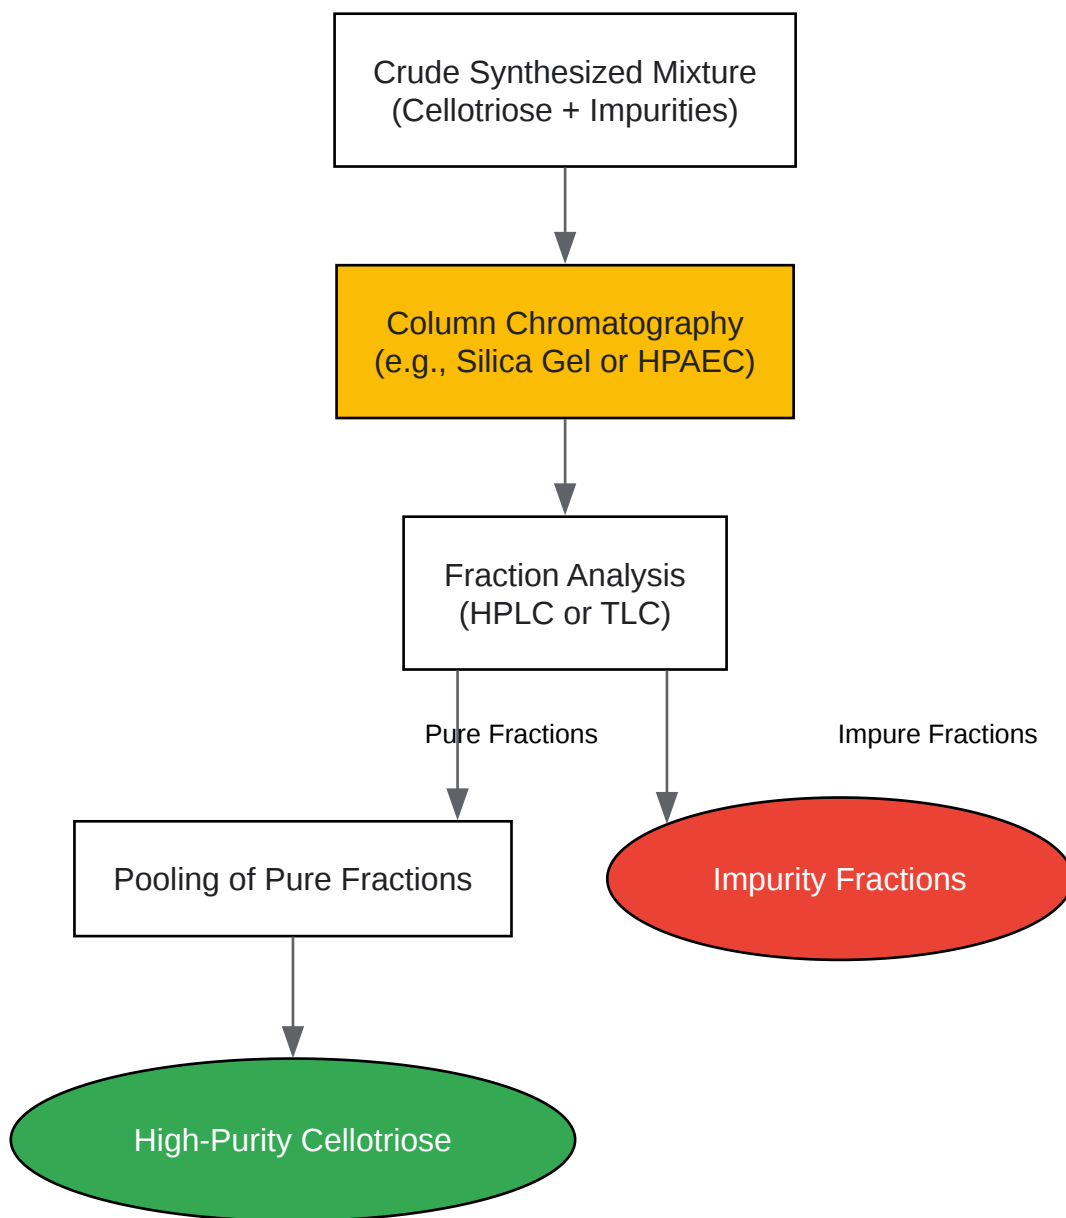 Crude Synthesized Mixture
(Cellotriose + Impurities)
Column Chromatography
(e.g., Silica Gel or HPAEC)
Fraction Analysis
(HPLC or TLC)
Pure Fractions
Impure Fractions
Pooling of Pure Fractions
Impurity Fractions
High-Purity Cellotriose